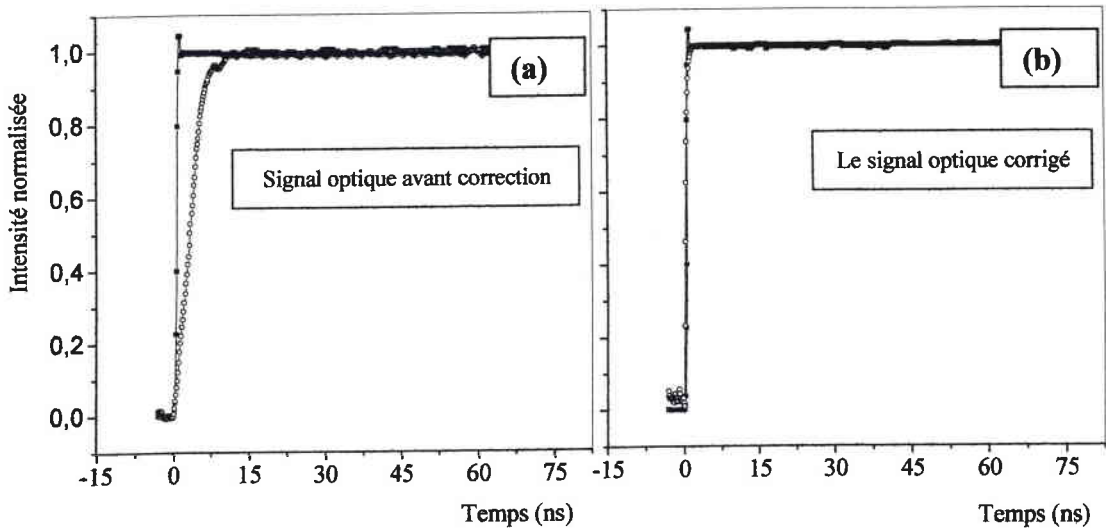 Intensité normalisée
1,0
0,8
0,6
0,4
0,2
0,0
(a)
Signal optique avant correction
-15 0 15 30 45 60 75
Temps (ns)
(b)
Le signal optique corrigé
-15 0 15 30 45 60 75
Temps (ns)